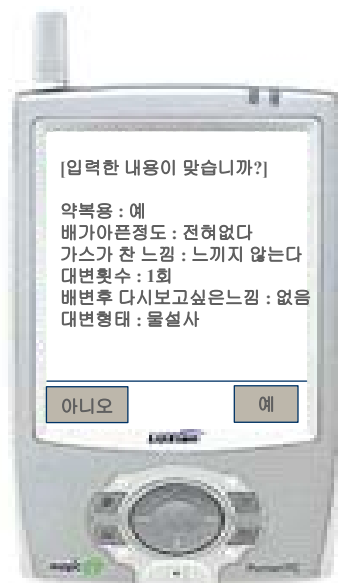 [입력한 내용이 맞습니까?]
약복용 : 예
배가아픈정도 : 전혀없다
가스가 찬 느낌 : 느끼지 않는다
대변횟수 : 1회
배변후 다시보고싶은느낌 : 없음
대변형태 : 물설사
아니오
예